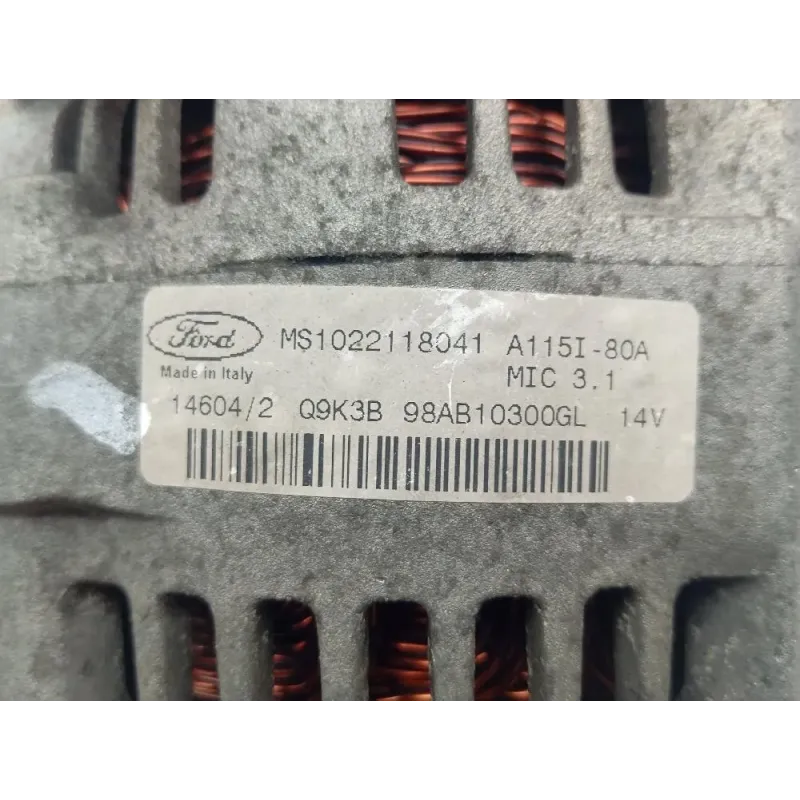 Ford MS1022118041 A115I-80A
Made in Italy MIC 3.1
14604/2 Q9K3B 98AB10300GL 14V